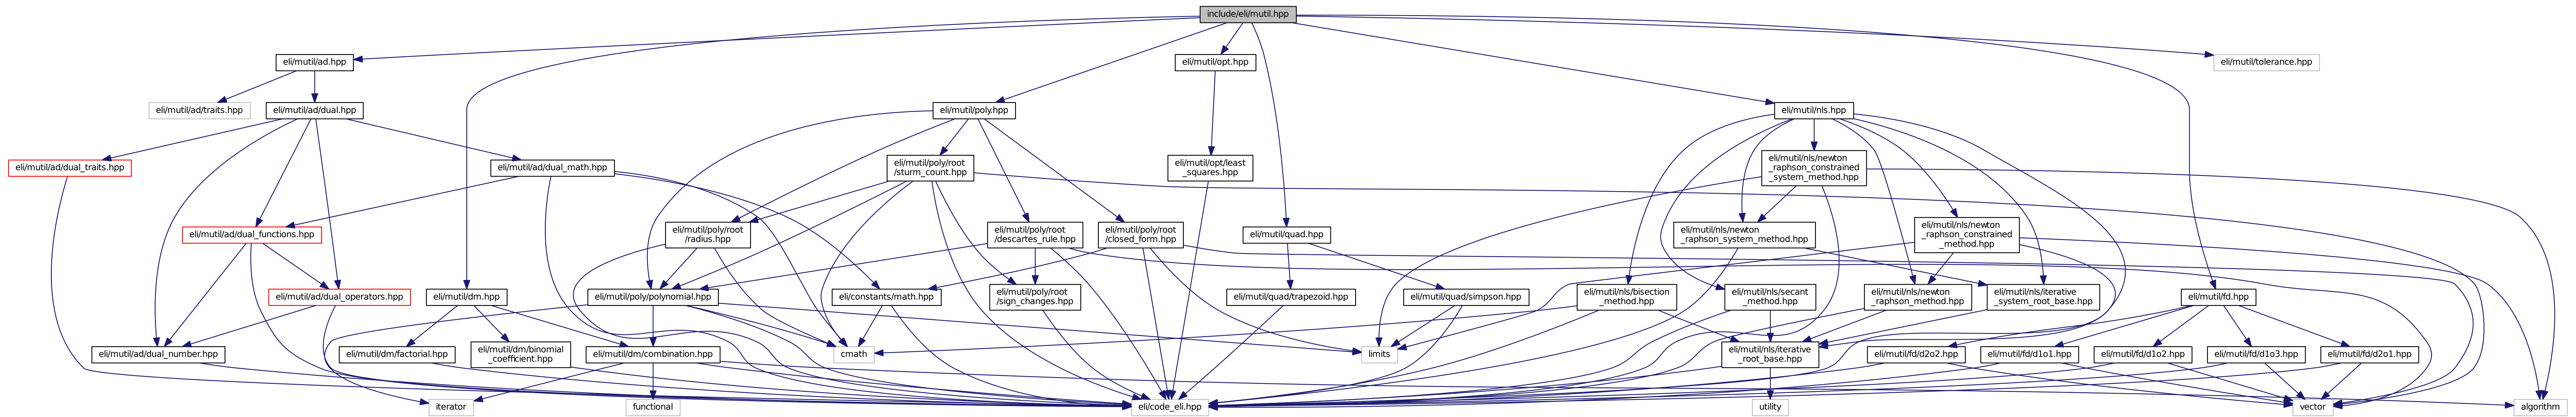 include/eli/mutil.hpp
eli/mutil/ad.hpp
eli/mutil/opt.hpp
eli/mutil/tolerance.hpp
eli/mutil/ad/traits.hpp
eli/mutil/ad/dual.hpp
eli/mutil/poly.hpp
eli/mutil/nls.hpp
eli/mutil/ad/dual_traits.hpp
eli/mutil/ad/dual_math.hpp
eli/mutil/poly/root
/sturm_count.hpp
eli/mutil/opt/least
_squares.hpp
eli/mutil/nls/newton
_raphson_constrained
_system_method.hpp
eli/mutil/ad/dual_functions.hpp
eli/mutil/poly/root
/radius.hpp
eli/mutil/poly/root
/descartes_rule.hpp
eli/mutil/poly/root
/closed_form.hpp
eli/mutil/quad.hpp
eli/mutil/nls/newton
_raphson_system_method.hpp
eli/mutil/nls/newton
_raphson_constrained
_method.hpp
eli/mutil/ad/dual_operators.hpp
eli/mutil/dm.hpp
eli/mutil/poly/polynomial.hpp
eli/constants/math.hpp
eli/mutil/poly/root
/sign_changes.hpp
eli/mutil/quad/trapezoid.hpp
eli/mutil/quad/simpson.hpp
eli/mutil/nls/bisection
_method.hpp
eli/mutil/nls/secant
_method.hpp
eli/mutil/nls/newton
_raphson_method.hpp
eli/mutil/nls/iterative
_system_root_base.hpp
eli/mutil/fd.hpp
eli/mutil/ad/dual_number.hpp
eli/mutil/dm/factorial.hpp
eli/mutil/dm/binomial
_coefficient.hpp
eli/mutil/dm/combination.hpp
cmath
limits
eli/mutil/nls/iterative
_root_base.hpp
eli/mutil/fd/d2o2.hpp
eli/mutil/fd/d1o1.hpp
eli/mutil/fd/d1o2.hpp
eli/mutil/fd/d1o3.hpp
eli/mutil/fd/d2o1.hpp
iterator
functional
eli/code_eli.hpp
utility
vector
algorithm